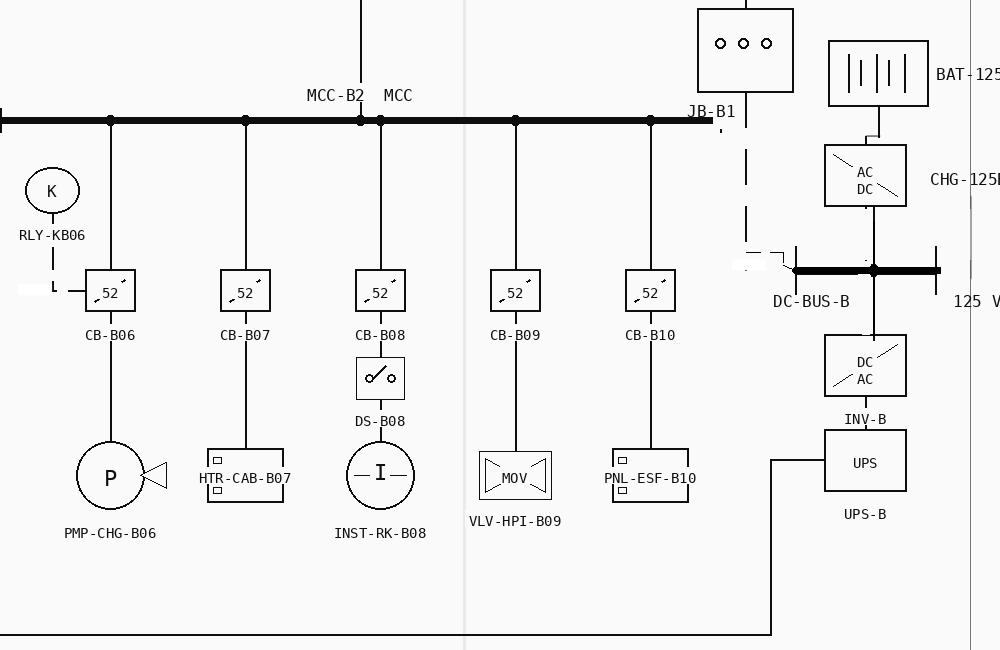 MCC-B2 MCC
JB-B1
BAT-125
K
RLY-KB06
AC
DC
CHG-125
52
52
52
52
52
CB-B06
CB-B07
CB-B08
CB-B09
CB-B10
DC-BUS-B
125 V
DC
AC
INV-B
DS-B08
P
HTR-CAB-B07
I
MOV
PNL-ESF-B10
UPS
PMP-CHG-B06
INST-RK-B08
VLV-HPI-B09
UPS-B